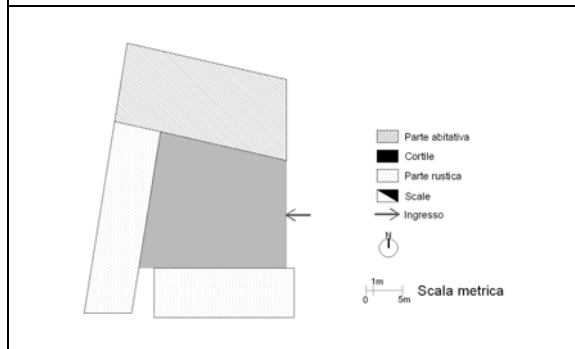 Parte abitativa
Cortile
Parte rustica
Scale
Ingresso
N
1m
0 5m Scala metrica